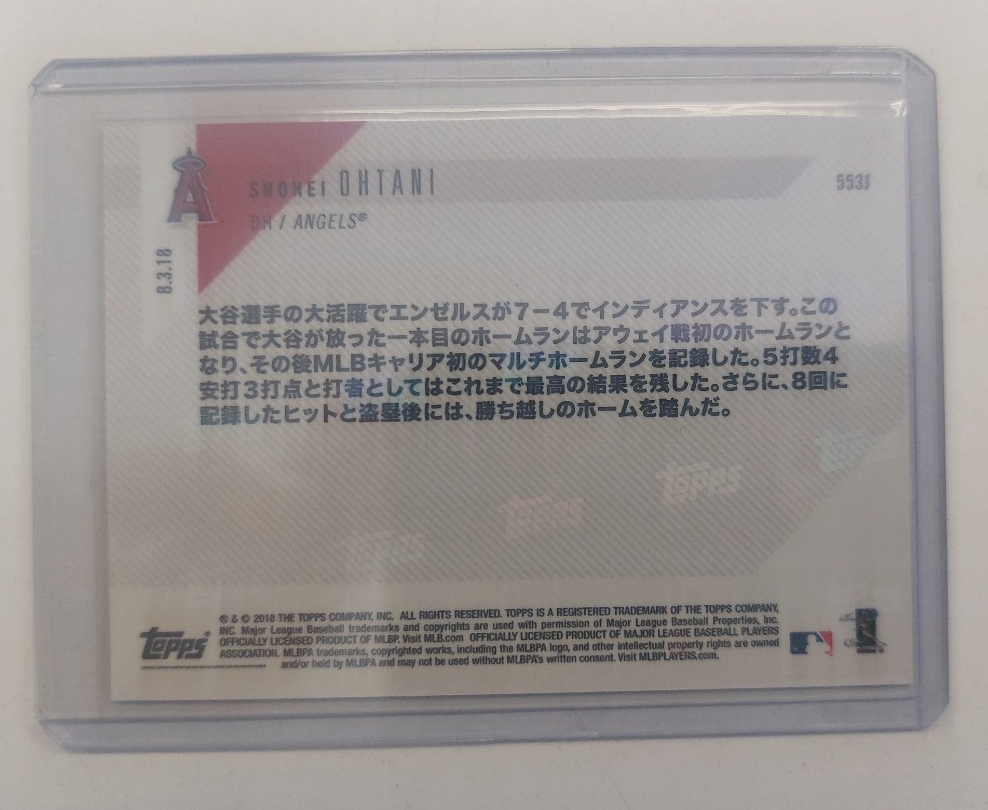 SHOHEI OHTANI
553J
DH / ANGELS®
8.3.18
大谷選手の大活躍でエンゼルスが7－4でインディアンスを下す。この
試合で大谷が放った一本目のホームランはアウェイ戦初のホームランと
なり、その後MLBキャリア初のマルチホームランを記録した。5打数4
安打3打点と打者としてはこれまで最高の結果を残した。さらに、8回に
記録したヒットと盗塁後には、勝ち越しのホームを踏んだ。
Topps
Topps
Topps
Topps
® & © 2018 THE TOPPS COMPANY, INC. ALL RIGHTS RESERVED. TOPPS IS A REGISTERED TRADEMARK OF THE TOPPS COMPANY,
INC. Major League Baseball trademarks and copyrights are used with permission of Major League Baseball Properties, Inc.
OFFICIALLY LICENSED PRODUCT OF MLBP. Visit MLB.com OFFICIALLY LICENSED PRODUCT OF MAJOR LEAGUE BASEBALL PLAYERS
ASSOCIATION. MLBPA trademarks, copyrighted works, including the MLBPA logo, and other intellectual property rights are owned
and/or held by MLBPA and may not be used without MLBPA's written consent. Visit MLBPLAYERS.com.
Topps